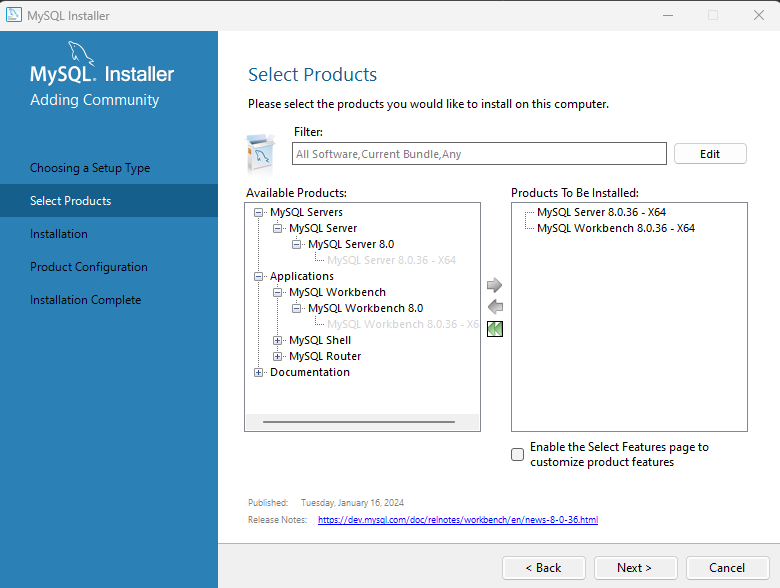 MySQL Installer
MySQL. Installer
Adding Community
Choosing a Setup Type
Select Products
Installation
Product Configuration
Installation Complete
Select Products
Please select the products you would like to install on this computer.
Filter:
All Software,Current Bundle,Any
Edit
Available Products:
MySQL Servers
MySQL Server
MySQL Server 8.0
MySQL Server 8.0.36 - X64
Applications
MySQL Workbench
MySQL Workbench 8.0
MySQL Workbench 8.0.36 - X6
MySQL Shell
MySQL Router
Documentation
Products To Be Installed:
MySQL Server 8.0.36 - X64
MySQL Workbench 8.0.36 - X64
Enable the Select Features page to
customize product features
Published: Tuesday, January 16, 2024
Release Notes: https://dev.mysql.com/doc/relnotes/workbench/en/news-8-0-36.html
< Back Next > Cancel